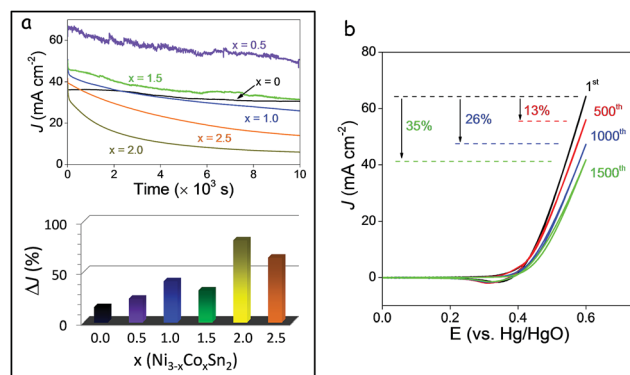 a
J (mA cm⁻²)
60
40
20
0
x = 0.5
x = 1.5
x = 0
x = 1.0
x = 2.5
x = 2.0
0 2 4 6 8 10
Time (× 10³ s)
ΔJ (%)
100
50
0
0.0 0.5 1.0 1.5 2.0 2.5
x (Ni₃₋ₓCoₓSn₂)
b
J (mA cm⁻²)
80
60
40
20
0
1ˢᵗ
13% 500ᵗʰ
26% 1000ᵗʰ
35% 1500ᵗʰ
0.0 0.2 0.4 0.6
E (vs. Hg/HgO)